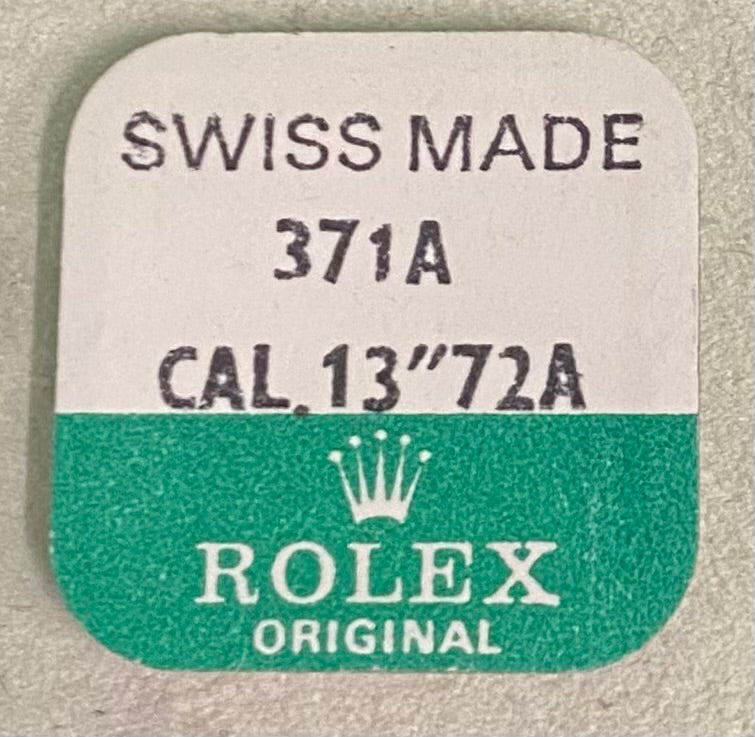 SWISS MADE
371A
CAL.13″72A
ROLEX
ORIGINAL